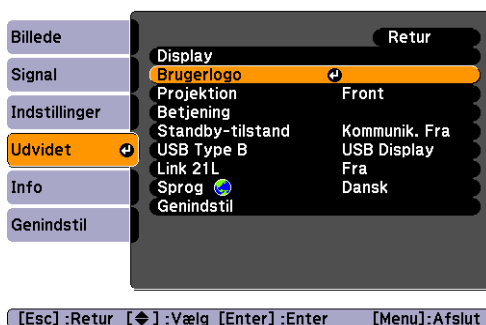 Billede
Signal
Indstillinger
Udvidet
Info
Genindstil
Retur
Display
Brugerlogo
Projektion Front
Betjening
Standby-tilstand Kommunik. Fra
USB Type B USB Display
Link 21L Fra
Sprog Dansk
Genindstil
[Esc] :Retur [◆] :Vælg [Enter] :Enter [Menu]:Afslut